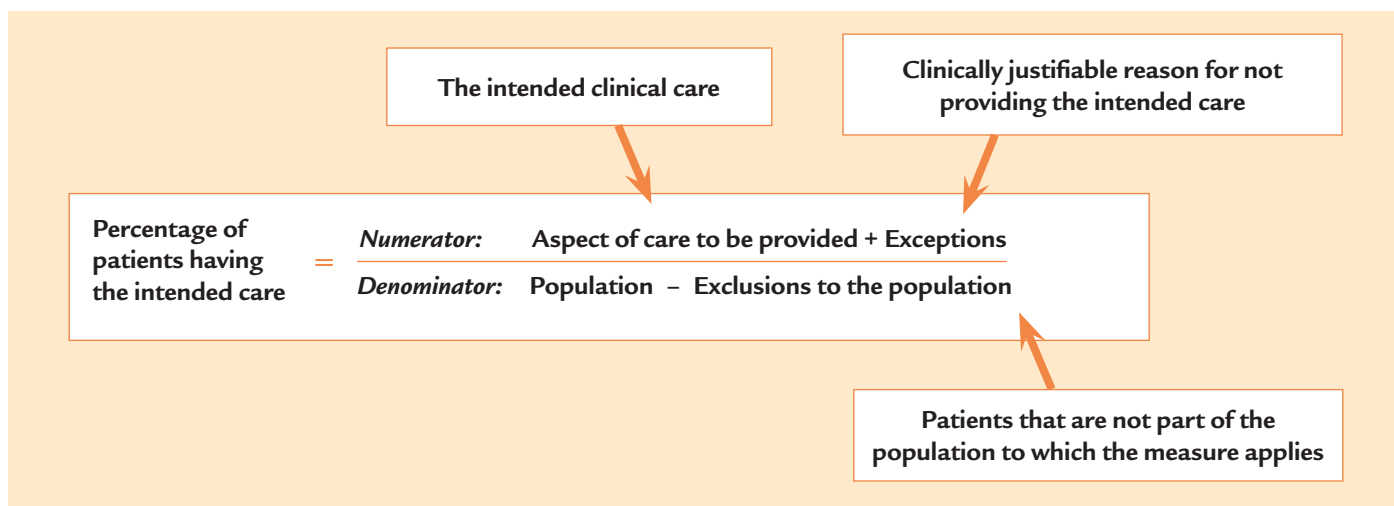 The intended clinical care
Clinically justifiable reason for not
providing the intended care
Percentage of
patients having
the intended care
=
Numerator: Aspect of care to be provided + Exceptions
Denominator: Population – Exclusions to the population
Patients that are not part of the
population to which the measure applies